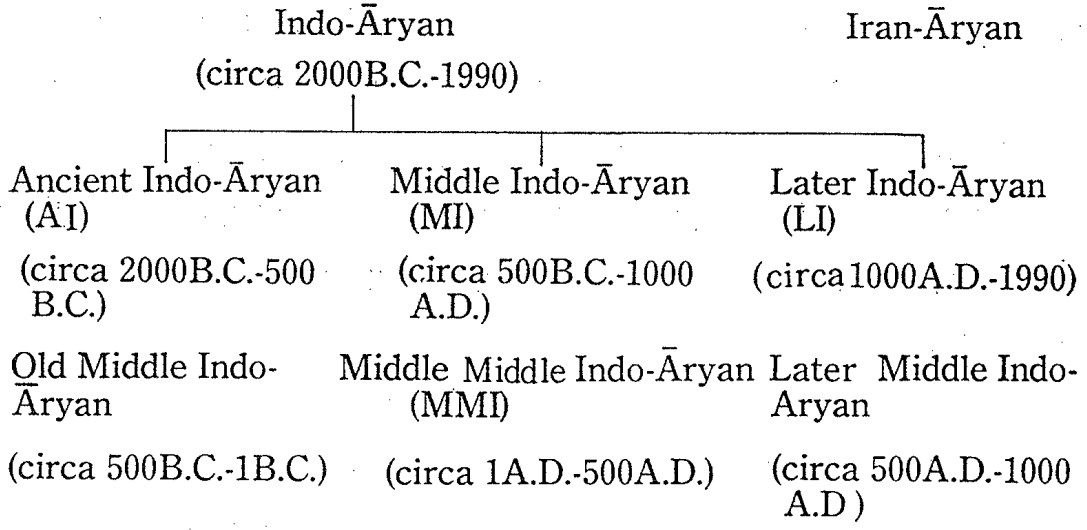 Indo-Āryan Iran-Āryan
(circa 2000B.C.-1990)
Ancient Indo-Āryan Middle Indo-Āryan Later Indo-Āryan
(AI) (MI) (LI)
(circa 2000B.C.-500 (circa 500B.C.-1000 (circa 1000A.D.-1990)
B.C.) A.D.)
Old Middle Indo- Middle Middle Indo-Āryan Later Middle Indo-
Āryan (MMI) Aryan
(circa 500B.C.-1B.C.) (circa 1A.D.-500A.D.) (circa 500A.D.-1000
A.D )